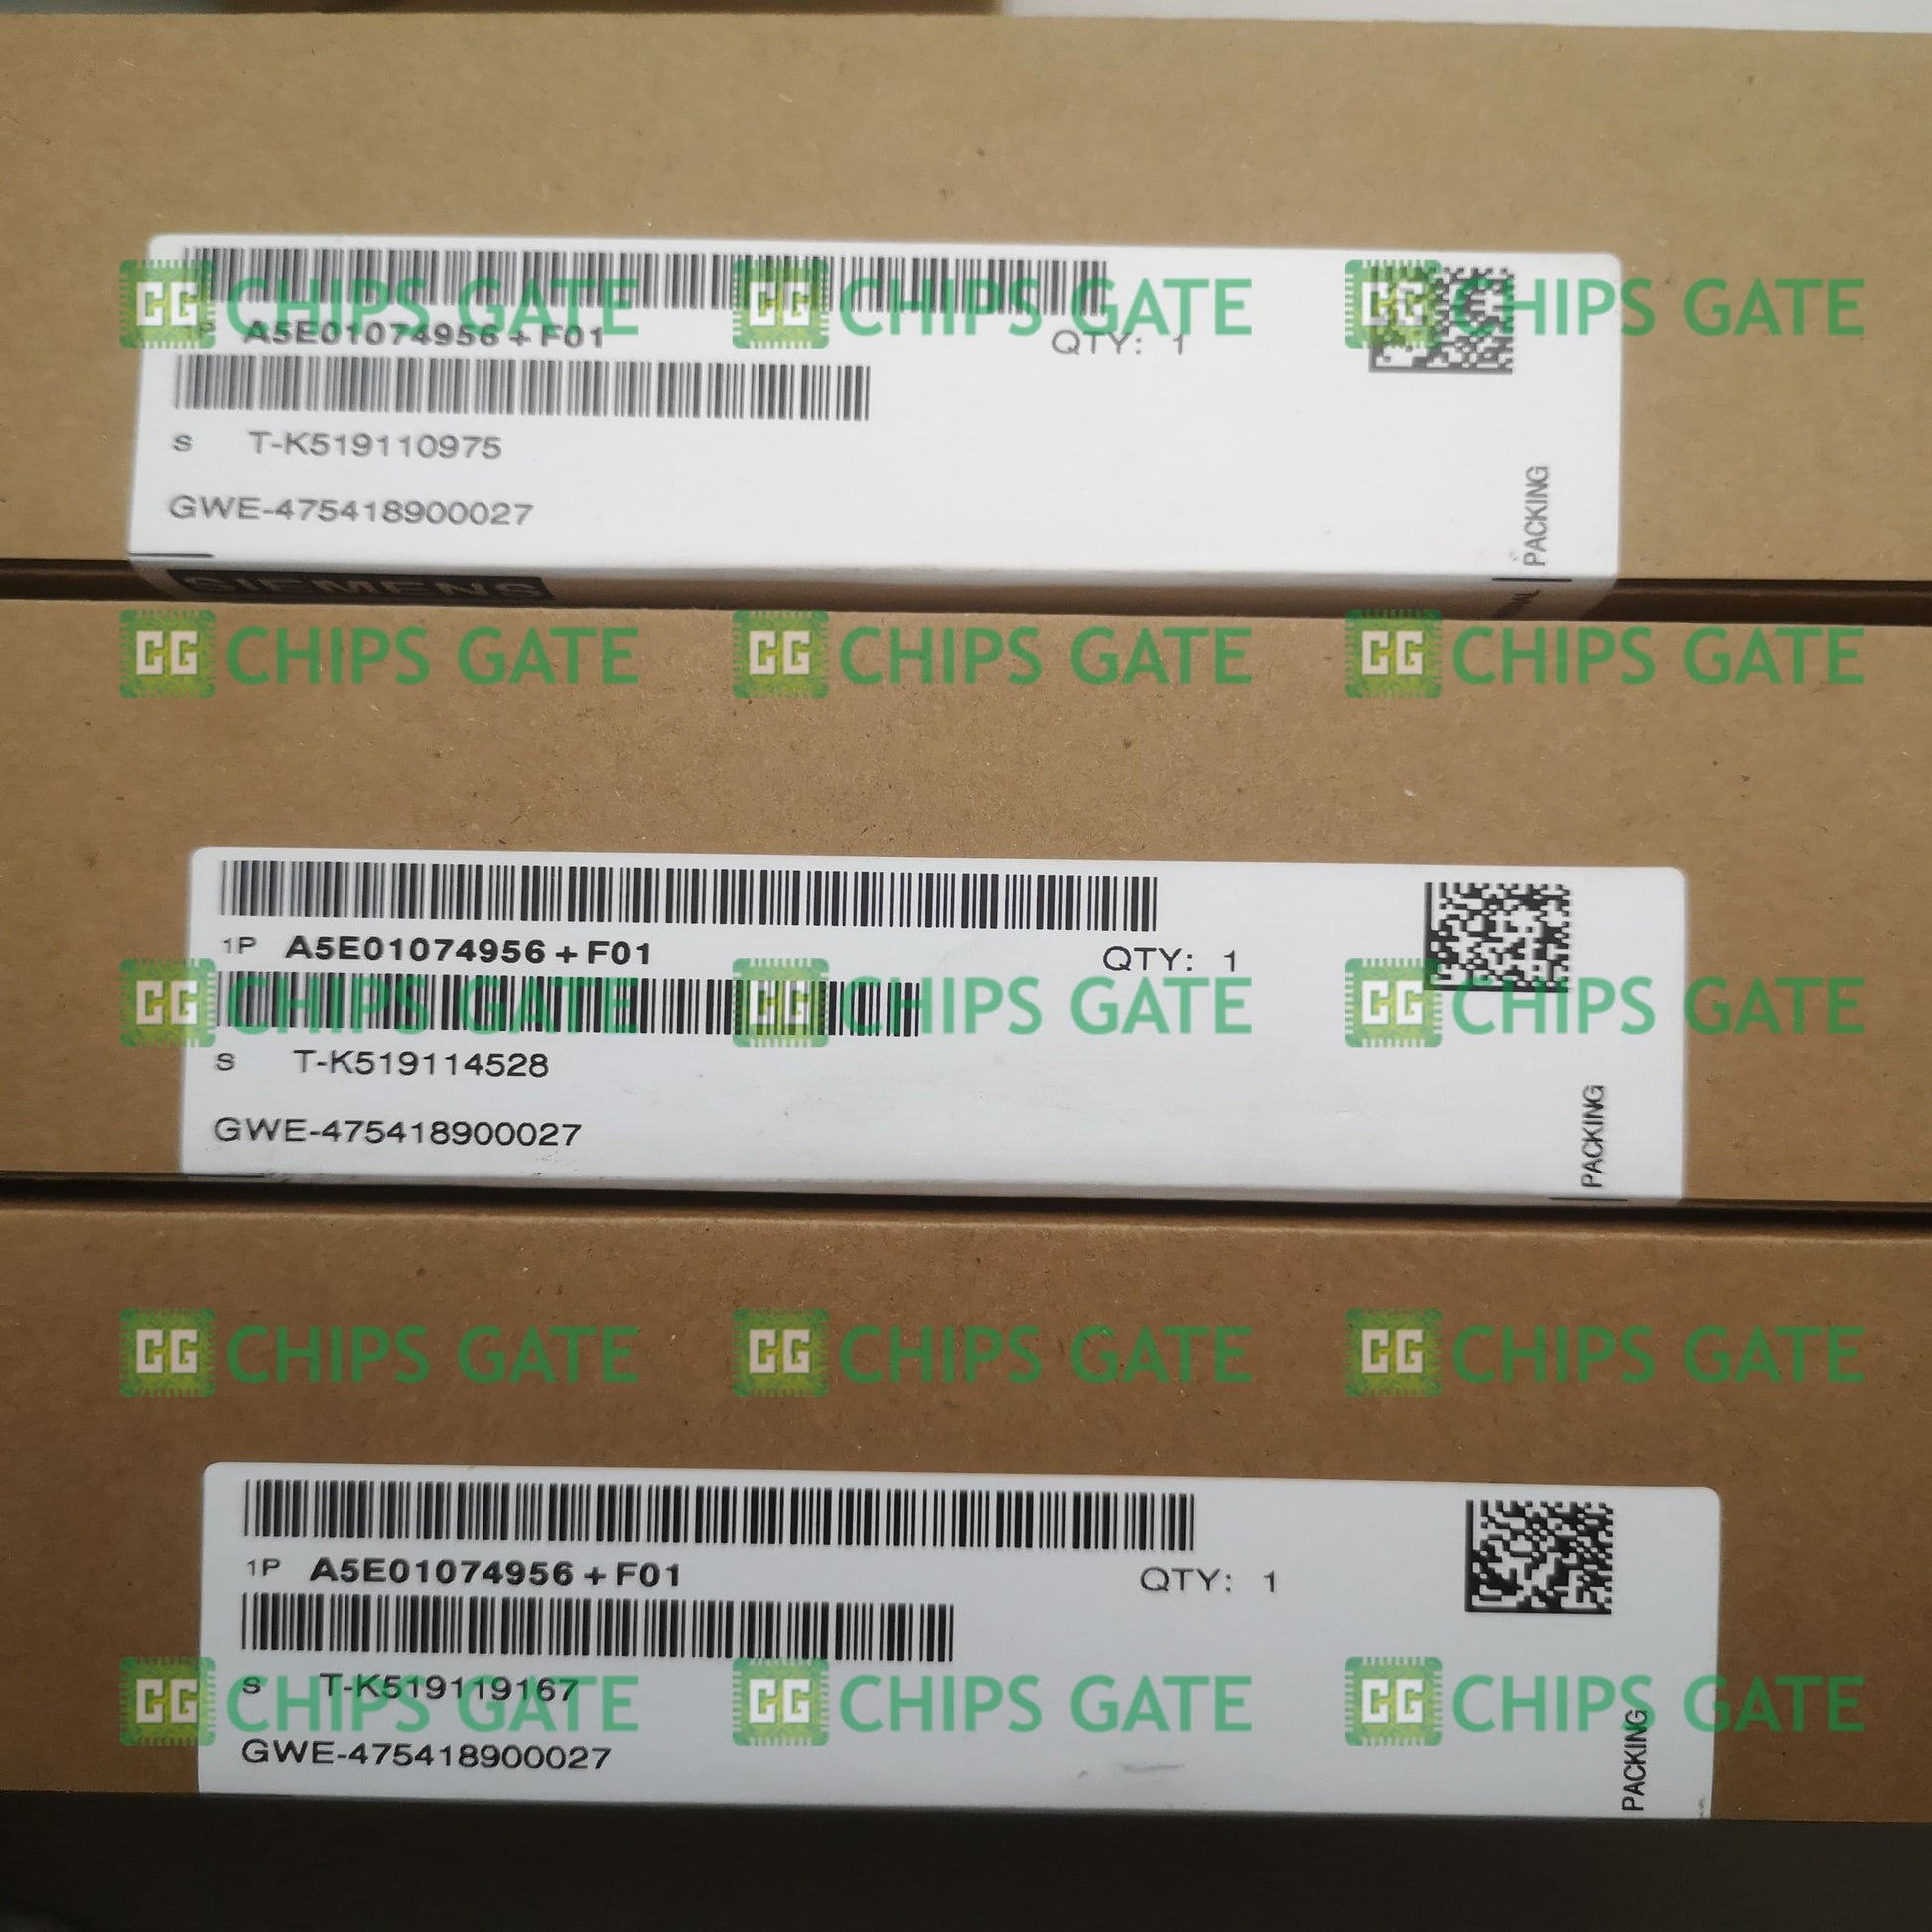 1P A5E01074956+F01 QTY: 1
S T-K519110975
GWE-475418900027
PACKING
SIEMENS
1P A5E01074956+F01 QTY: 1
S T-K519114528
GWE-475418900027
PACKING
1P A5E01074956+F01 QTY: 1
S T-K519119167
GWE-475418900027
PACKING
CG CHIPS GATE CG CHIPS GATE CG CHIPS GATE
CG CHIPS GATE CG CHIPS GATE CG CHIPS GATE
CG CHIPS GATE CG CHIPS GATE CG CHIPS GATE
CG CHIPS GATE CG CHIPS GATE CG CHIPS GATE
CG CHIPS GATE CG CHIPS GATE CG CHIPS GATE